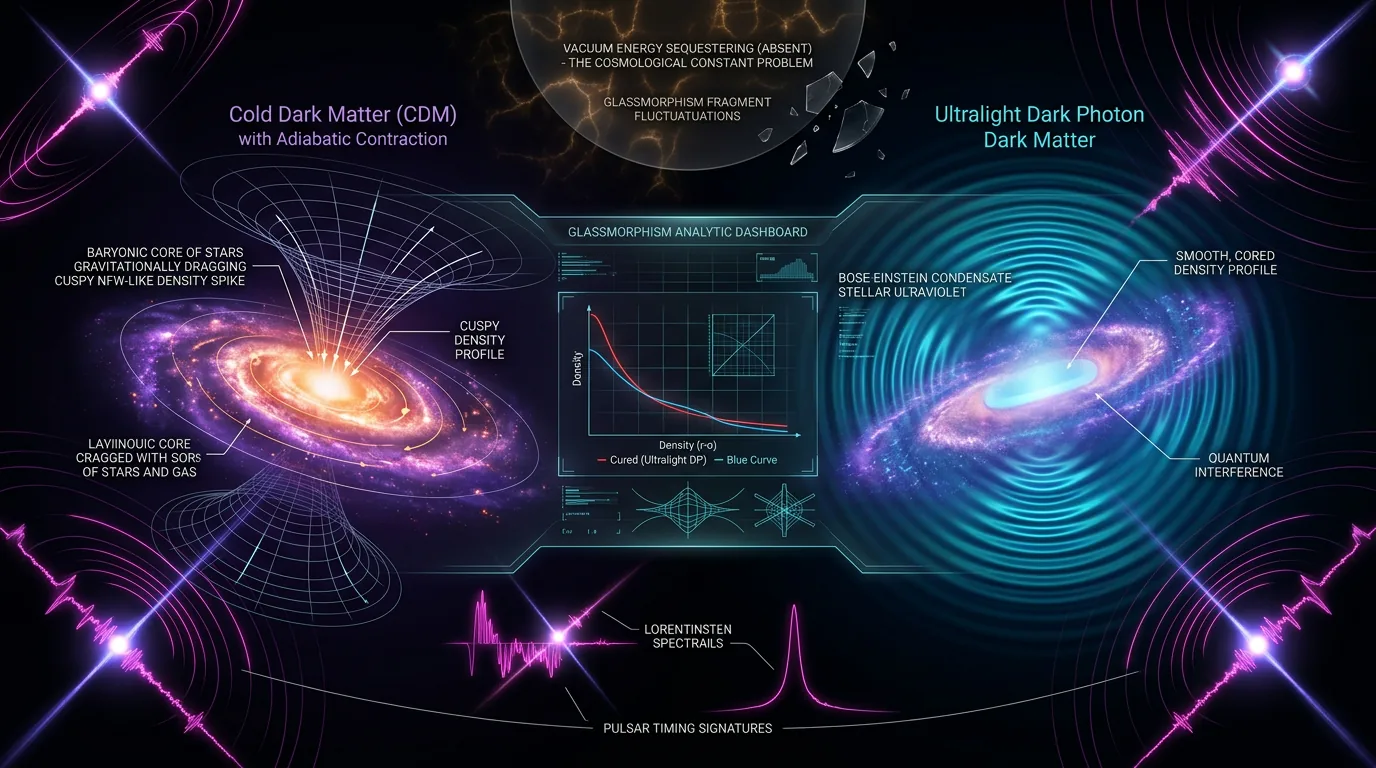 VACUUM ENERGY SEQUESTERING (ABSENT)
- THE COSMOLOGICAL CONSTANT PROBLEM
GLASSMORPHISM FRAGMENT
FLUCTUATUATIONS
Cold Dark Matter (CDM)
with Adiabatic Contraction
Ultralight Dark Photon
Dark Matter
GLASSMORPHISM ANALYTIC DASHBOARD
BARYONIC CORE OF STARS
GRAVITATIONALLY DRAGGING
CUSPY NFW-LIKE DENSITY SPIKE
CUSPY
DENSITY
PROFILE
LAYIINOUIC CORE
CRAGGED WITH SORS
OF STARS AND GAS
Density
Density (r-σ)
Cured (Ultralight DP)
Blue Curve
BOSE-EINSTEIN CONDENSATE
STELLAR ULTRAVIOLET
SMOOTH, CORED
DENSITY PROFILE
QUANTUM
INTERFERENCE
LORENTINSTEN
SPECTRAILS
PULSAR TIMING SIGNATURES